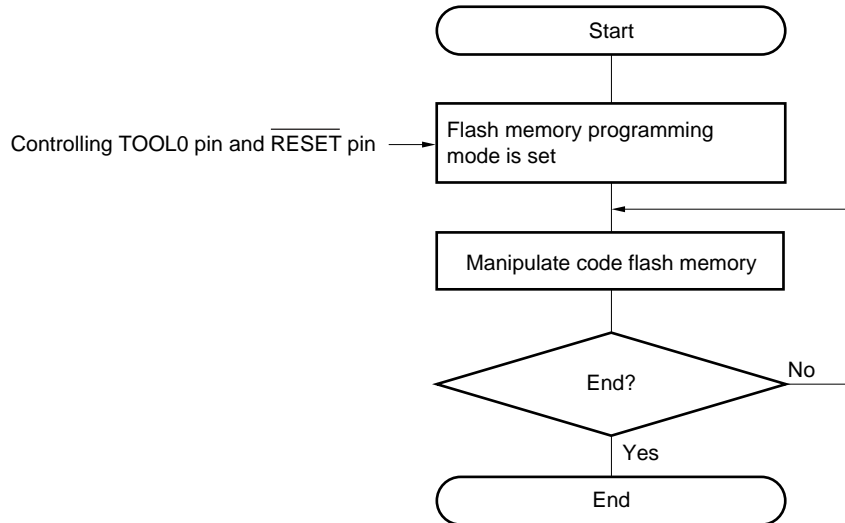 Start
Controlling TOOL0 pin and RESET pin
Flash memory programming
mode is set
Manipulate code flash memory
End?
No
Yes
End